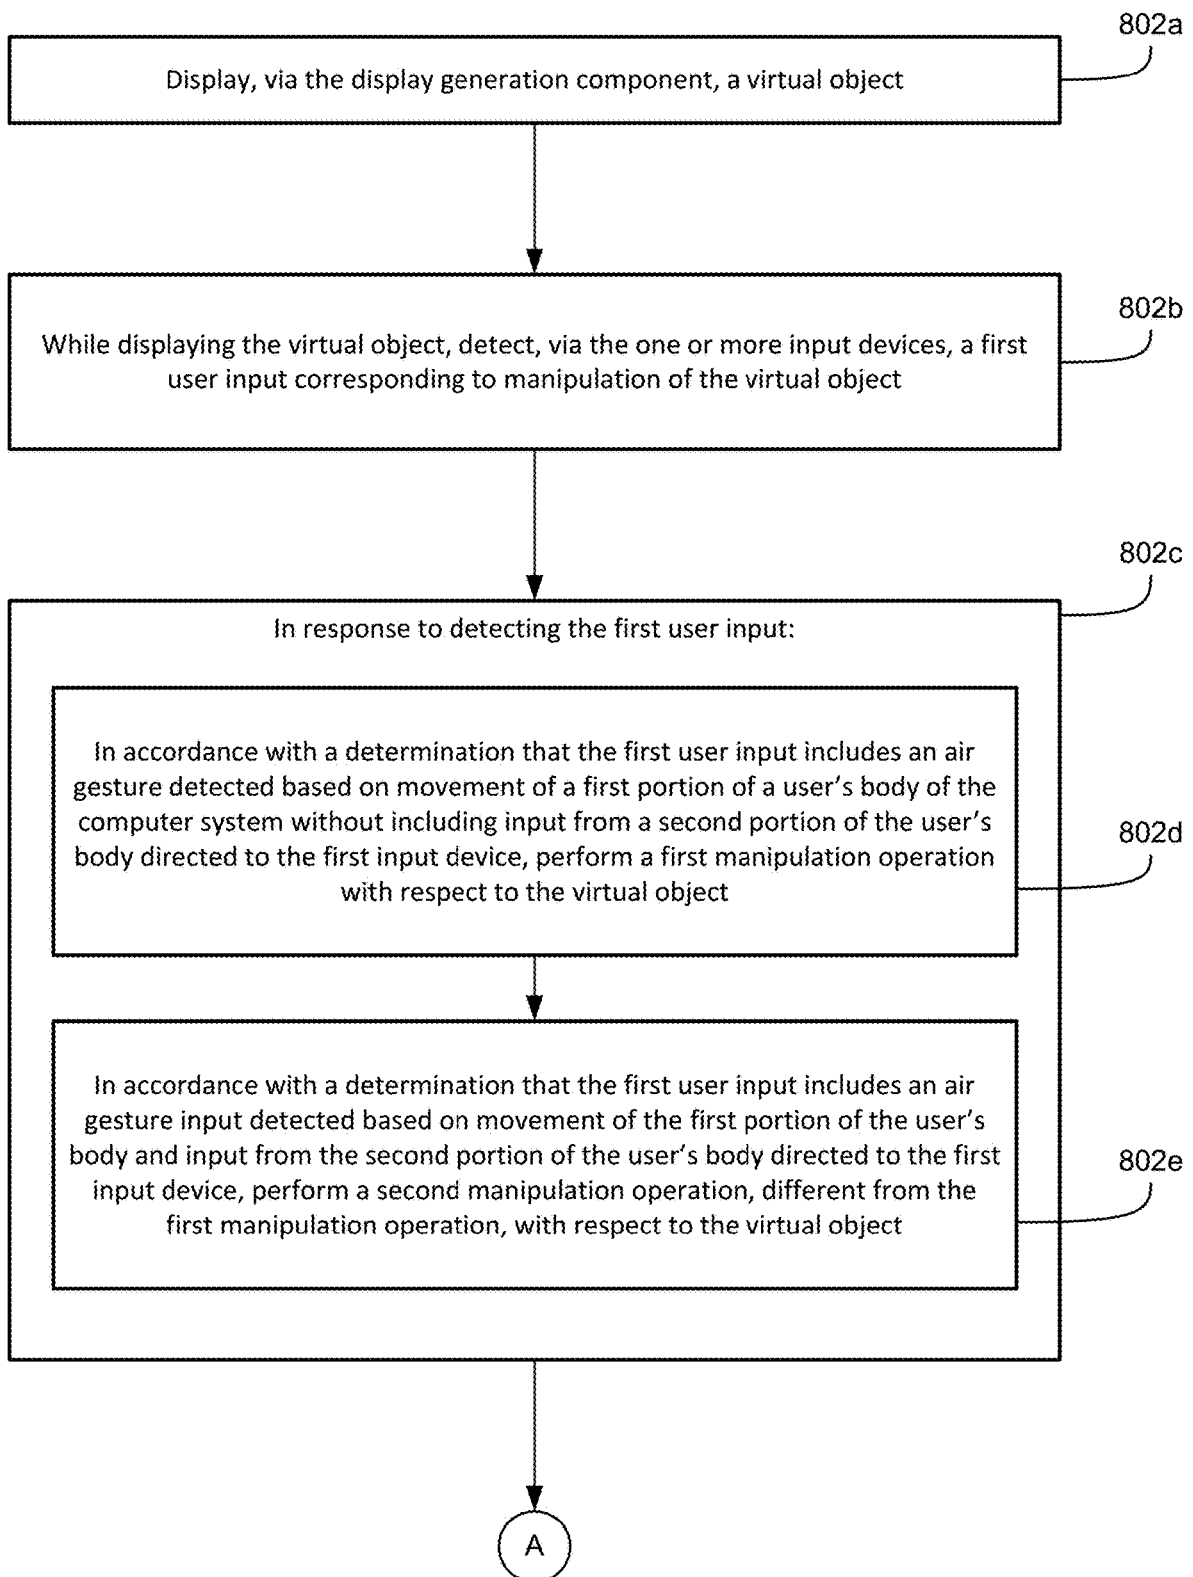 802a
Display, via the display generation component, a virtual object
802b
While displaying the virtual object, detect, via the one or more input devices, a first
user input corresponding to manipulation of the virtual object
802c
In response to detecting the first user input:
In accordance with a determination that the first user input includes an air
gesture detected based on movement of a first portion of a user's body of the
computer system without including input from a second portion of the user's
body directed to the first input device, perform a first manipulation operation
with respect to the virtual object
802d
In accordance with a determination that the first user input includes an air
gesture input detected based on movement of the first portion of the user's
body and input from the second portion of the user's body directed to the first
input device, perform a second manipulation operation, different from the
first manipulation operation, with respect to the virtual object
802e
A